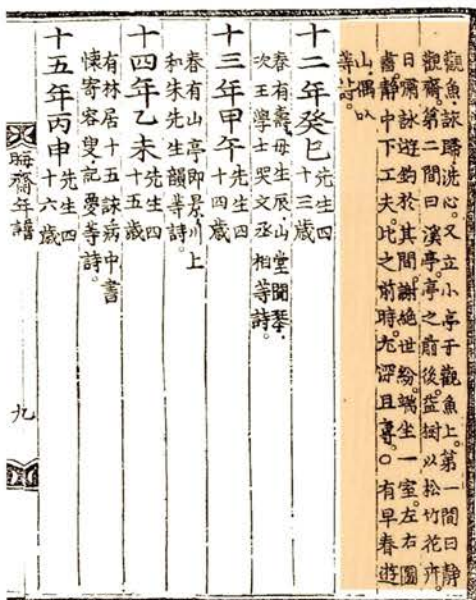 觀魚詠歸洗心。又立小亭于觀魚上。第一間曰靜
觀齋。第二間曰溪亭。亭之前後。益樹以松竹花卉。
日嘯詠遊釣於其間。謝絶世紛。端坐一室。左右圖
書。靜中下工夫。比之前時。尤深且專。○有早春遊
山、偶以
等詩。
十二年癸巳 先生四
十三歲
春有壽母生辰、山堂聞琴、
次王學士哭文丞相等詩。
十三年甲午 先生四
十四歲
春有山亭即景、川上
和朱先生韻等詩。
十四年乙未 先生四
十五歲
有林居十五詠、病中書
懷寄容叟、記夢等詩。
十五年丙申 先生四
十六歲
晦齋年譜
九